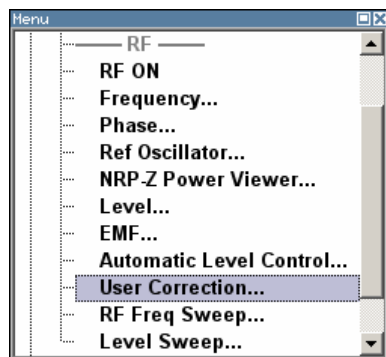 Menu
RF
RF ON
Frequency...
Phase...
Ref Oscillator...
NRP-Z Power Viewer...
Level...
EMF...
Automatic Level Control...
User Correction...
RF Freq Sweep...
Level Sweep...